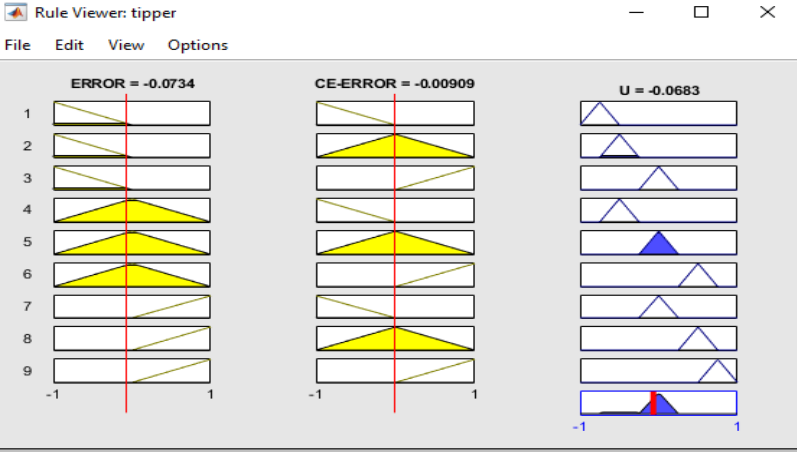 Rule Viewer: tipper
File Edit View Options
ERROR = -0.0734 CE-ERROR = -0.00909 U = -0.0683
1
2
3
4
5
6
7
8
9
-1 1 -1 1
-1 1